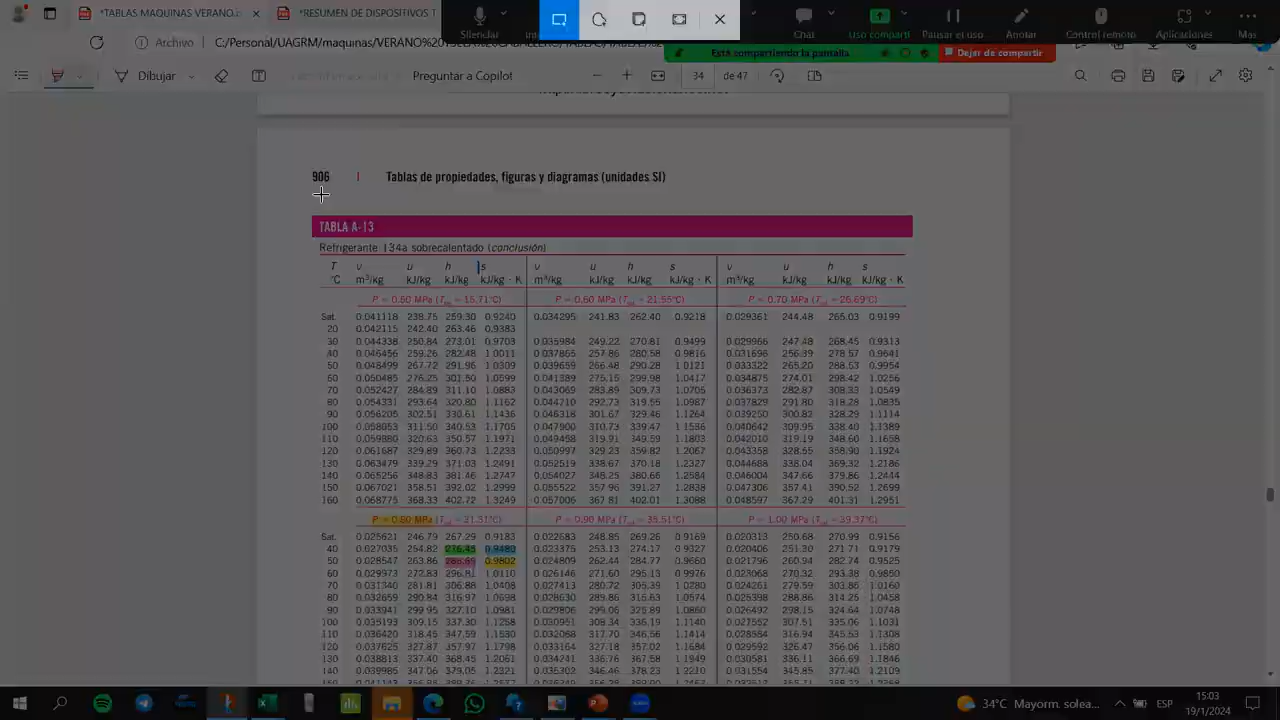 *TABLAS MAQUINAS VERANO.
*RESUMEN DE DISPOSITIVOS T
Silenciar
Chat
Pausar el uso
Anotar
Control remoto
Aplicaciones
Archivo
Está compartiendo la pantalla
Dejar de compartir
Dibujar
Preguntar a Copilot
34 de 47
906 | Tablas de propiedades, figuras y diagramas (unidades SI)
TABLA A-13
Refrigerante 134a sobrecalentado (conclusión)
T v u h s v u h s v u h s
°C m³/kg kJ/kg kJ/kg kJ/kg · K m³/kg kJ/kg kJ/kg kJ/kg · K m³/kg kJ/kg kJ/kg kJ/kg · K
Sat. 0.041118 238.75 259.30 0.9240 0.034295 241.83 262.40 0.9218 0.029361 244.48 265.03 0.9199
20 0.042115 242.40 263.46 0.9383
30 0.044338 250.84 273.01 0.9703 0.035984 249.22 270.81 0.9499 0.029966 247.48 268.45 0.9313
40 0.046456 259.26 282.48 1.0011 0.037865 257.86 280.58 0.9816 0.031696 256.39 278.57 0.9641
50 0.048499 267.72 291.96 1.0309 0.039659 266.48 290.28 1.0121 0.033322 265.20 288.53 0.9954
60 0.050485 276.25 301.50 1.0599 0.041389 275.15 299.98 1.0417 0.034875 274.01 298.42 1.0256
70 0.052427 284.89 311.10 1.0883 0.043069 283.89 309.73 1.0705 0.036373 282.87 308.33 1.0549
80 0.054331 293.64 320.80 1.1162 0.044710 292.73 319.55 1.0987 0.037829 291.80 318.28 1.0835
90 0.056205 302.51 330.61 1.1436 0.046318 301.67 329.46 1.1264 0.039250 300.82 328.29 1.1114
100 0.058053 311.50 340.53 1.1705 0.047900 310.73 339.47 1.1536 0.040642 309.95 338.40 1.1389
110 0.059880 320.63 350.57 1.1971 0.049458 319.91 349.59 1.1803 0.042010 319.19 348.60 1.1658
120 0.061687 329.89 360.73 1.2233 0.050997 329.23 359.82 1.2067 0.043358 328.55 358.90 1.1924
130 0.063479 339.29 371.03 1.2491 0.052519 338.67 370.18 1.2327 0.044688 338.04 369.32 1.2186
140 0.065256 348.83 381.46 1.2747 0.054027 348.25 380.66 1.2584 0.046004 347.66 379.86 1.2444
150 0.067021 358.51 392.02 1.2999 0.055522 357.96 391.27 1.2838 0.047306 357.41 390.52 1.2699
160 0.068775 368.33 402.72 1.3249 0.057006 367.81 402.01 1.3088 0.048597 367.29 401.31 1.2951
Sat. 0.025621 246.79 267.29 0.9183 0.022683 248.85 269.26 0.9169 0.020313 250.68 270.99 0.9156
40 0.027035 254.82 276.45 0.9480 0.023375 253.13 274.17 0.9327 0.020406 251.30 271.71 0.9179
50 0.028547 263.86 286.69 0.9802 0.024809 262.44 284.77 0.9660 0.021796 260.94 282.74 0.9525
60 0.029973 272.83 296.81 1.0110 0.026146 271.60 295.13 0.9976 0.023068 270.32 293.38 0.9850
70 0.031340 281.81 306.88 1.0408 0.027413 280.72 305.39 1.0280 0.024261 279.59 303.85 1.0160
80 0.032659 290.84 316.97 1.0698 0.028630 289.86 315.63 1.0574 0.025398 288.86 314.25 1.0458
90 0.033941 299.95 327.10 1.0981 0.029806 299.06 325.89 1.0860 0.026492 298.15 324.64 1.0748
100 0.035193 309.15 337.30 1.1258 0.030951 308.34 336.19 1.1140 0.027552 307.51 335.06 1.1031
110 0.036420 318.45 347.59 1.1530 0.032068 317.70 346.56 1.1414 0.028584 316.94 345.53 1.1308
120 0.037625 327.87 357.97 1.1798 0.033164 327.18 357.02 1.1684 0.029592 326.47 356.06 1.1580
130 0.038813 337.40 368.45 1.2061 0.034241 336.76 367.58 1.1949 0.030581 336.11 366.69 1.1846
140 0.039985 347.06 379.05 1.2321 0.035302 346.46 378.23 1.2210 0.031554 345.85 377.40 1.2109
34°C Mayorm. solea...
ESP
15:03
19/1/2024